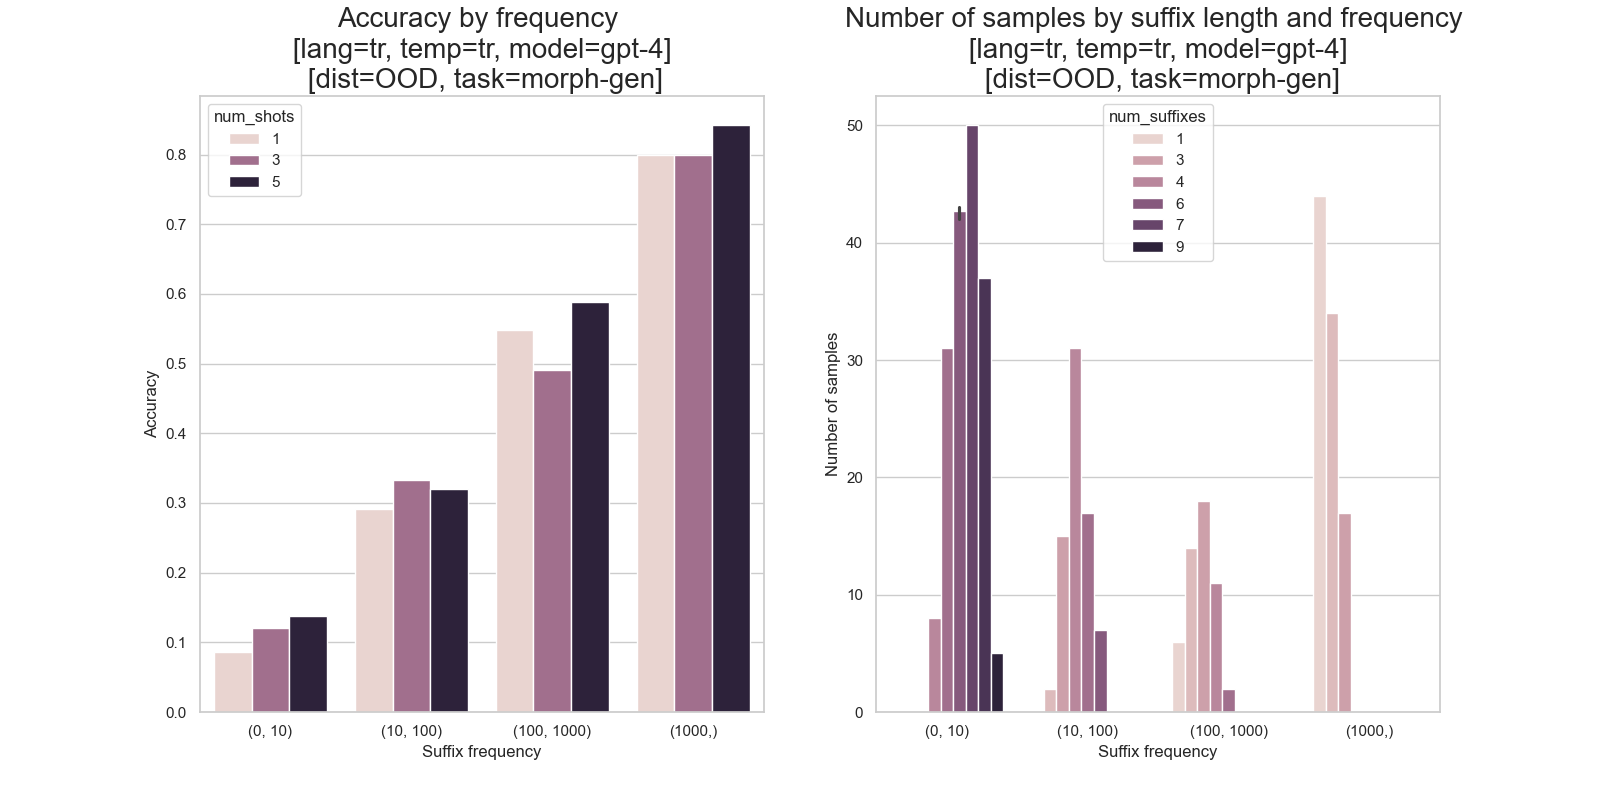 Accuracy by frequency
[lang=tr, temp=tr, model=gpt-4]
[dist=OOD, task=morph-gen]
num_shots
1
3
5
Accuracy
0.8
0.7
0.6
0.5
0.4
0.3
0.2
0.1
0.0
(0, 10)
(10, 100)
(100, 1000)
(1000,)
Suffix frequency
Number of samples by suffix length and frequency
[lang=tr, temp=tr, model=gpt-4]
[dist=OOD, task=morph-gen]
num_suffixes
1
3
4
6
7
9
Number of samples
50
40
30
20
10
0
(0, 10)
(10, 100)
(100, 1000)
(1000,)
Suffix frequency